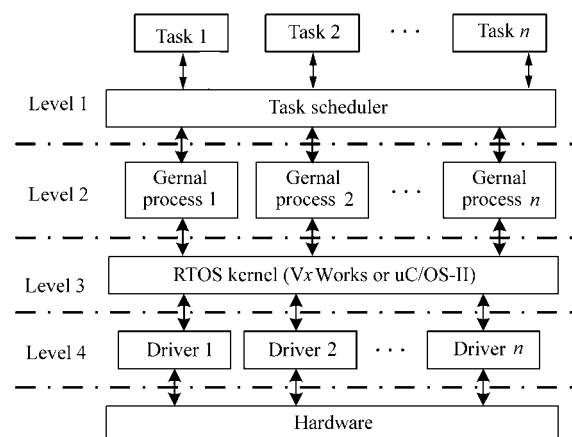 Task 1 Task 2 · · · Task n
Level 1
Task scheduler
Level 2
Gernal process 1
Gernal process 2
· · ·
Gernal process n
Level 3
RTOS kernel (VxWorks or uC/OS-II)
Level 4
Driver 1 Driver 2 · · · Driver n
Hardware